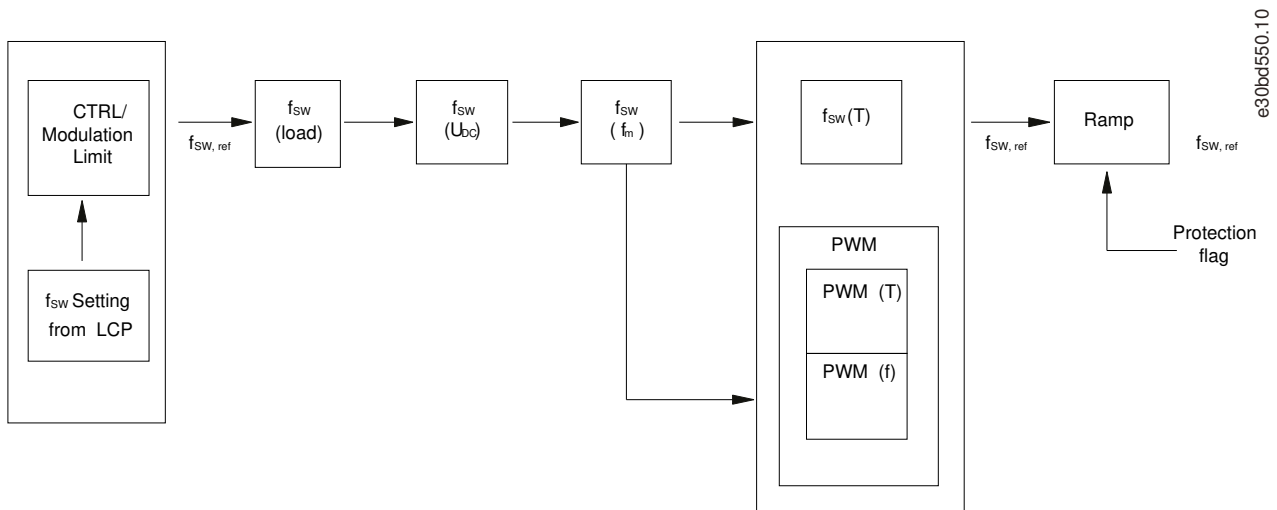 CTRL/
Modulation
Limit
fSW Setting
from LCP
fSW, ref
fSW
(load)
fSW
(UDC)
fSW
( fm )
fSW (T)
PWM
PWM (T)
PWM (f)
fSW, ref
Ramp
fSW, ref
Protection
flag
e30bd550.10